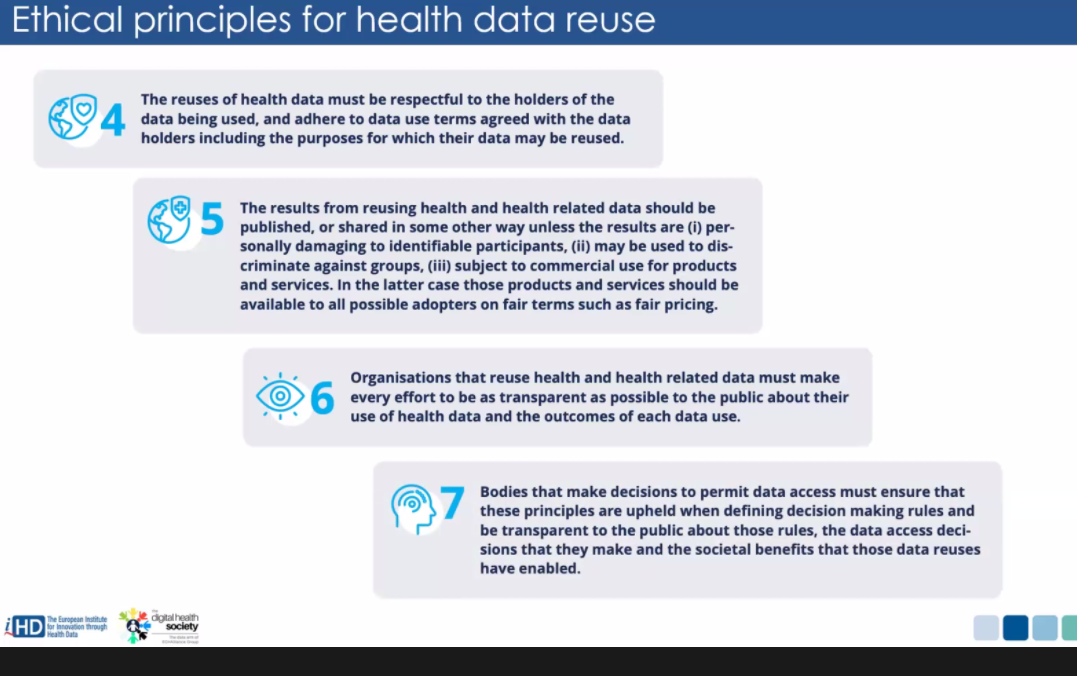 Ethical principles for health data reuse
4
The reuses of health data must be respectful to the holders of the
data being used, and adhere to data use terms agreed with the data
holders including the purposes for which their data may be reused.
5
The results from reusing health and health related data should be
published, or shared in some other way unless the results are (i) per-
sonally damaging to identifiable participants, (ii) may be used to dis-
criminate against groups, (iii) subject to commercial use for products
and services. In the latter case those products and services should be
available to all possible adopters on fair terms such as fair pricing.
6
Organisations that reuse health and health related data must make
every effort to be as transparent as possible to the public about their
use of health data and the outcomes of each data use.
7
Bodies that make decisions to permit data access must ensure that
these principles are upheld when defining decision making rules and
be transparent to the public about those rules, the data access deci-
sions that they make and the societal benefits that those data reuses
have enabled.
iHD
The European Institute
for Innovation through
Health Data
the
digital health
society